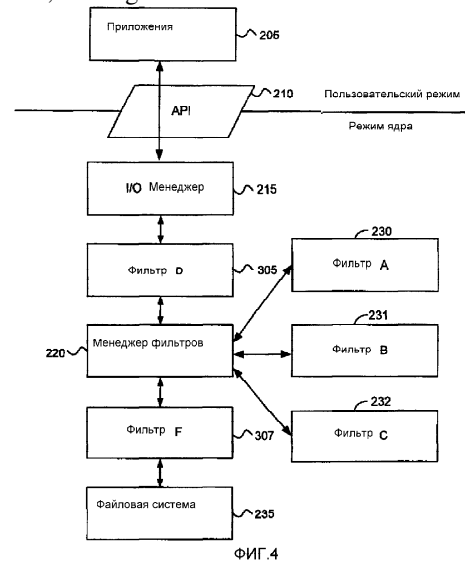 Приложения
205
210
Пользовательский режим
API
Режим ядра
I/O Менеджер
215
230
Фильтр D
305
Фильтр A
231
Менеджер фильтров
220
Фильтр B
232
Фильтр F
307
Фильтр C
Файловая система
235
ФИГ.4